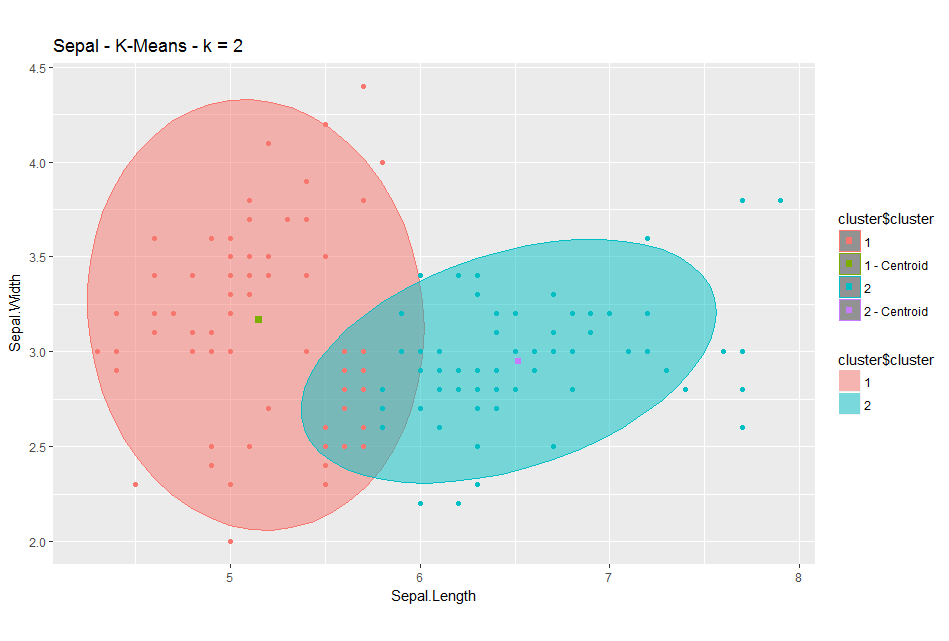 Sepal - K-Means - k = 2
4.5
4.0
3.5
3.0
2.5
2.0
Sepal.Width
5
6
7
8
Sepal.Length
cluster$cluster
1
1 - Centroid
2
2 - Centroid
cluster$cluster
1
2